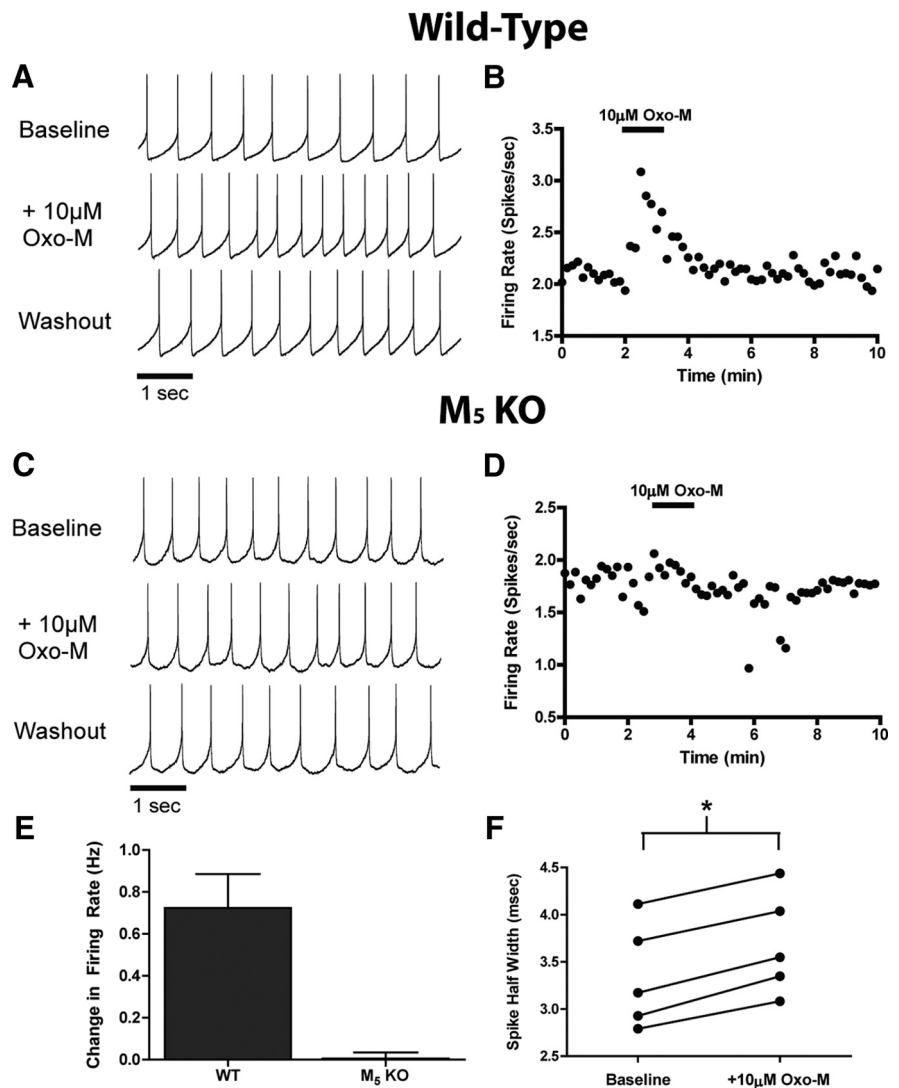 Wild-Type
A
Baseline
+ 10µM
Oxo-M
Washout
1 sec
B
10µM Oxo-M
Firing Rate (Spikes/sec)
3.5
3.0
2.5
2.0
1.5
0 2 4 6 8 10
Time (min)
M₅ KO
C
Baseline
+ 10µM
Oxo-M
Washout
1 sec
D
10µM Oxo-M
Firing Rate (Spikes/sec)
2.5
2.0
1.5
1.0
0.5
0 2 4 6 8 10
Time (min)
E
Change in Firing Rate (Hz)
1.0
0.8
0.6
0.4
0.2
0.0
WT M₅ KO
F
*
Spike Half Width (msec)
4.5
4.0
3.5
3.0
2.5
Baseline +10µM Oxo-M